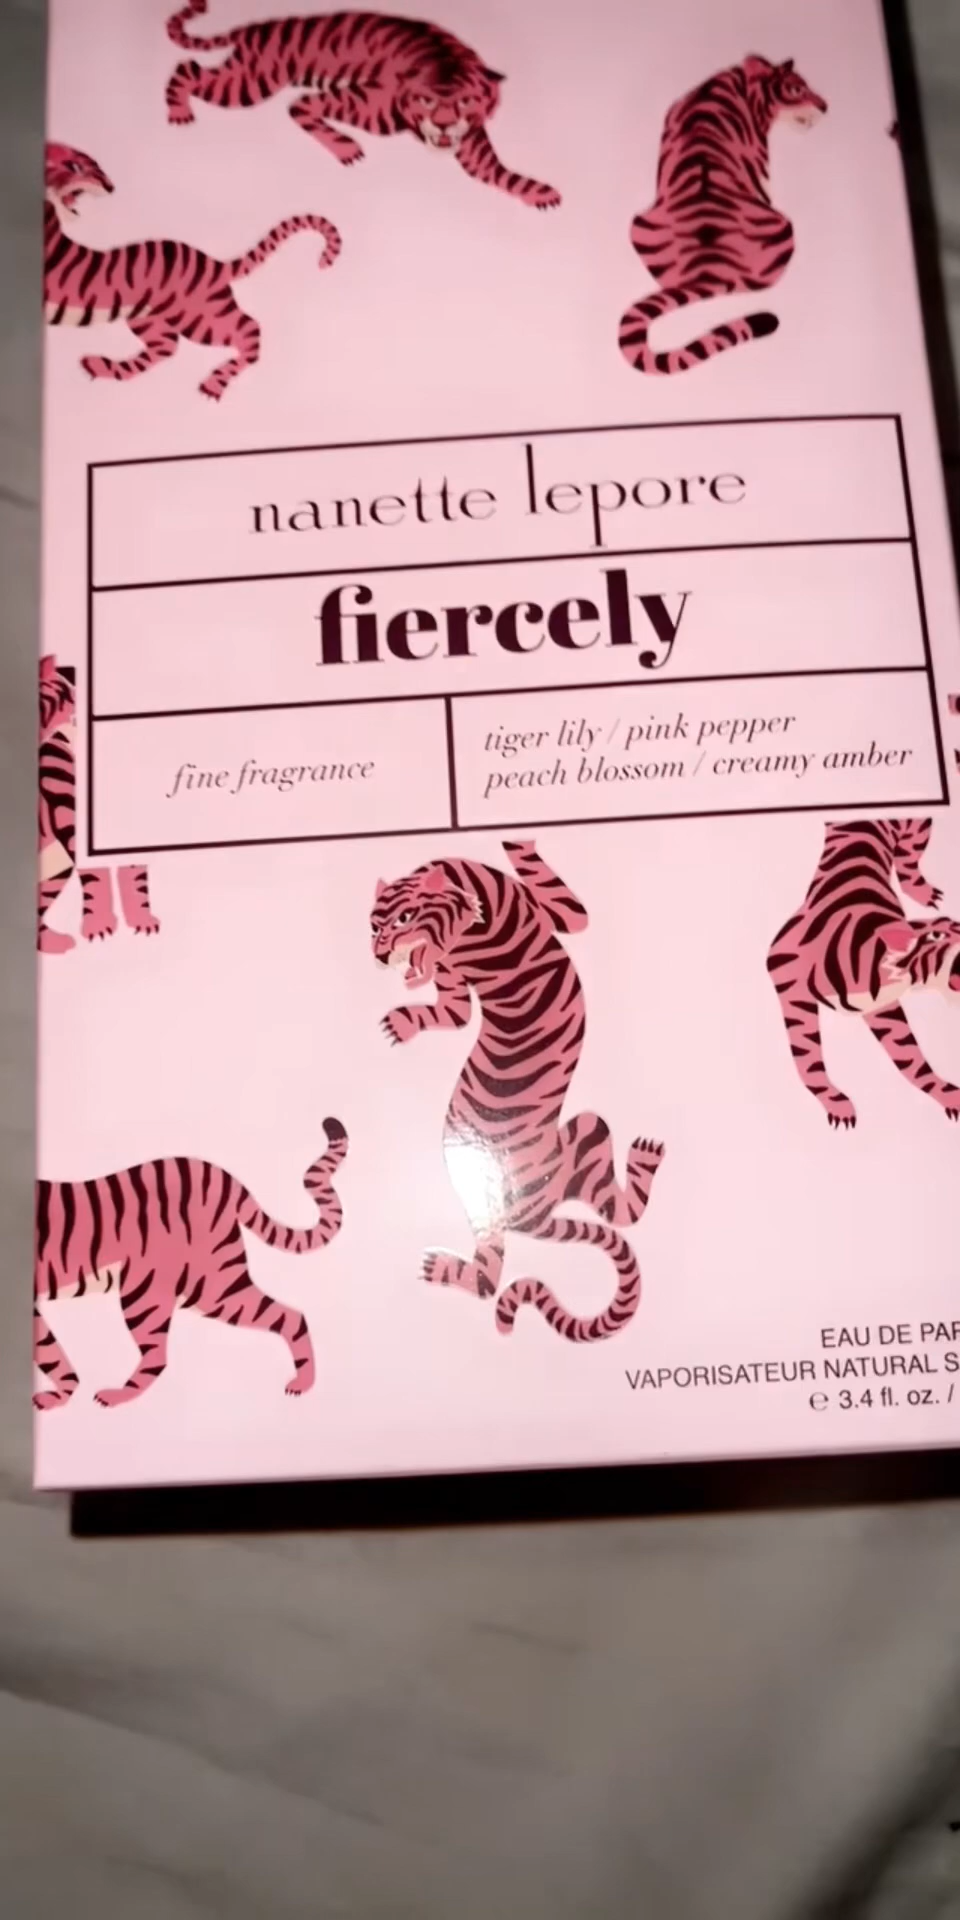 nanette lepore
fiercely
fine fragrance
tiger lily / pink pepper
peach blossom / creamy amber
EAU DE
VAPORISATEUR NATURAL
℮ 3.4 fl. oz. /